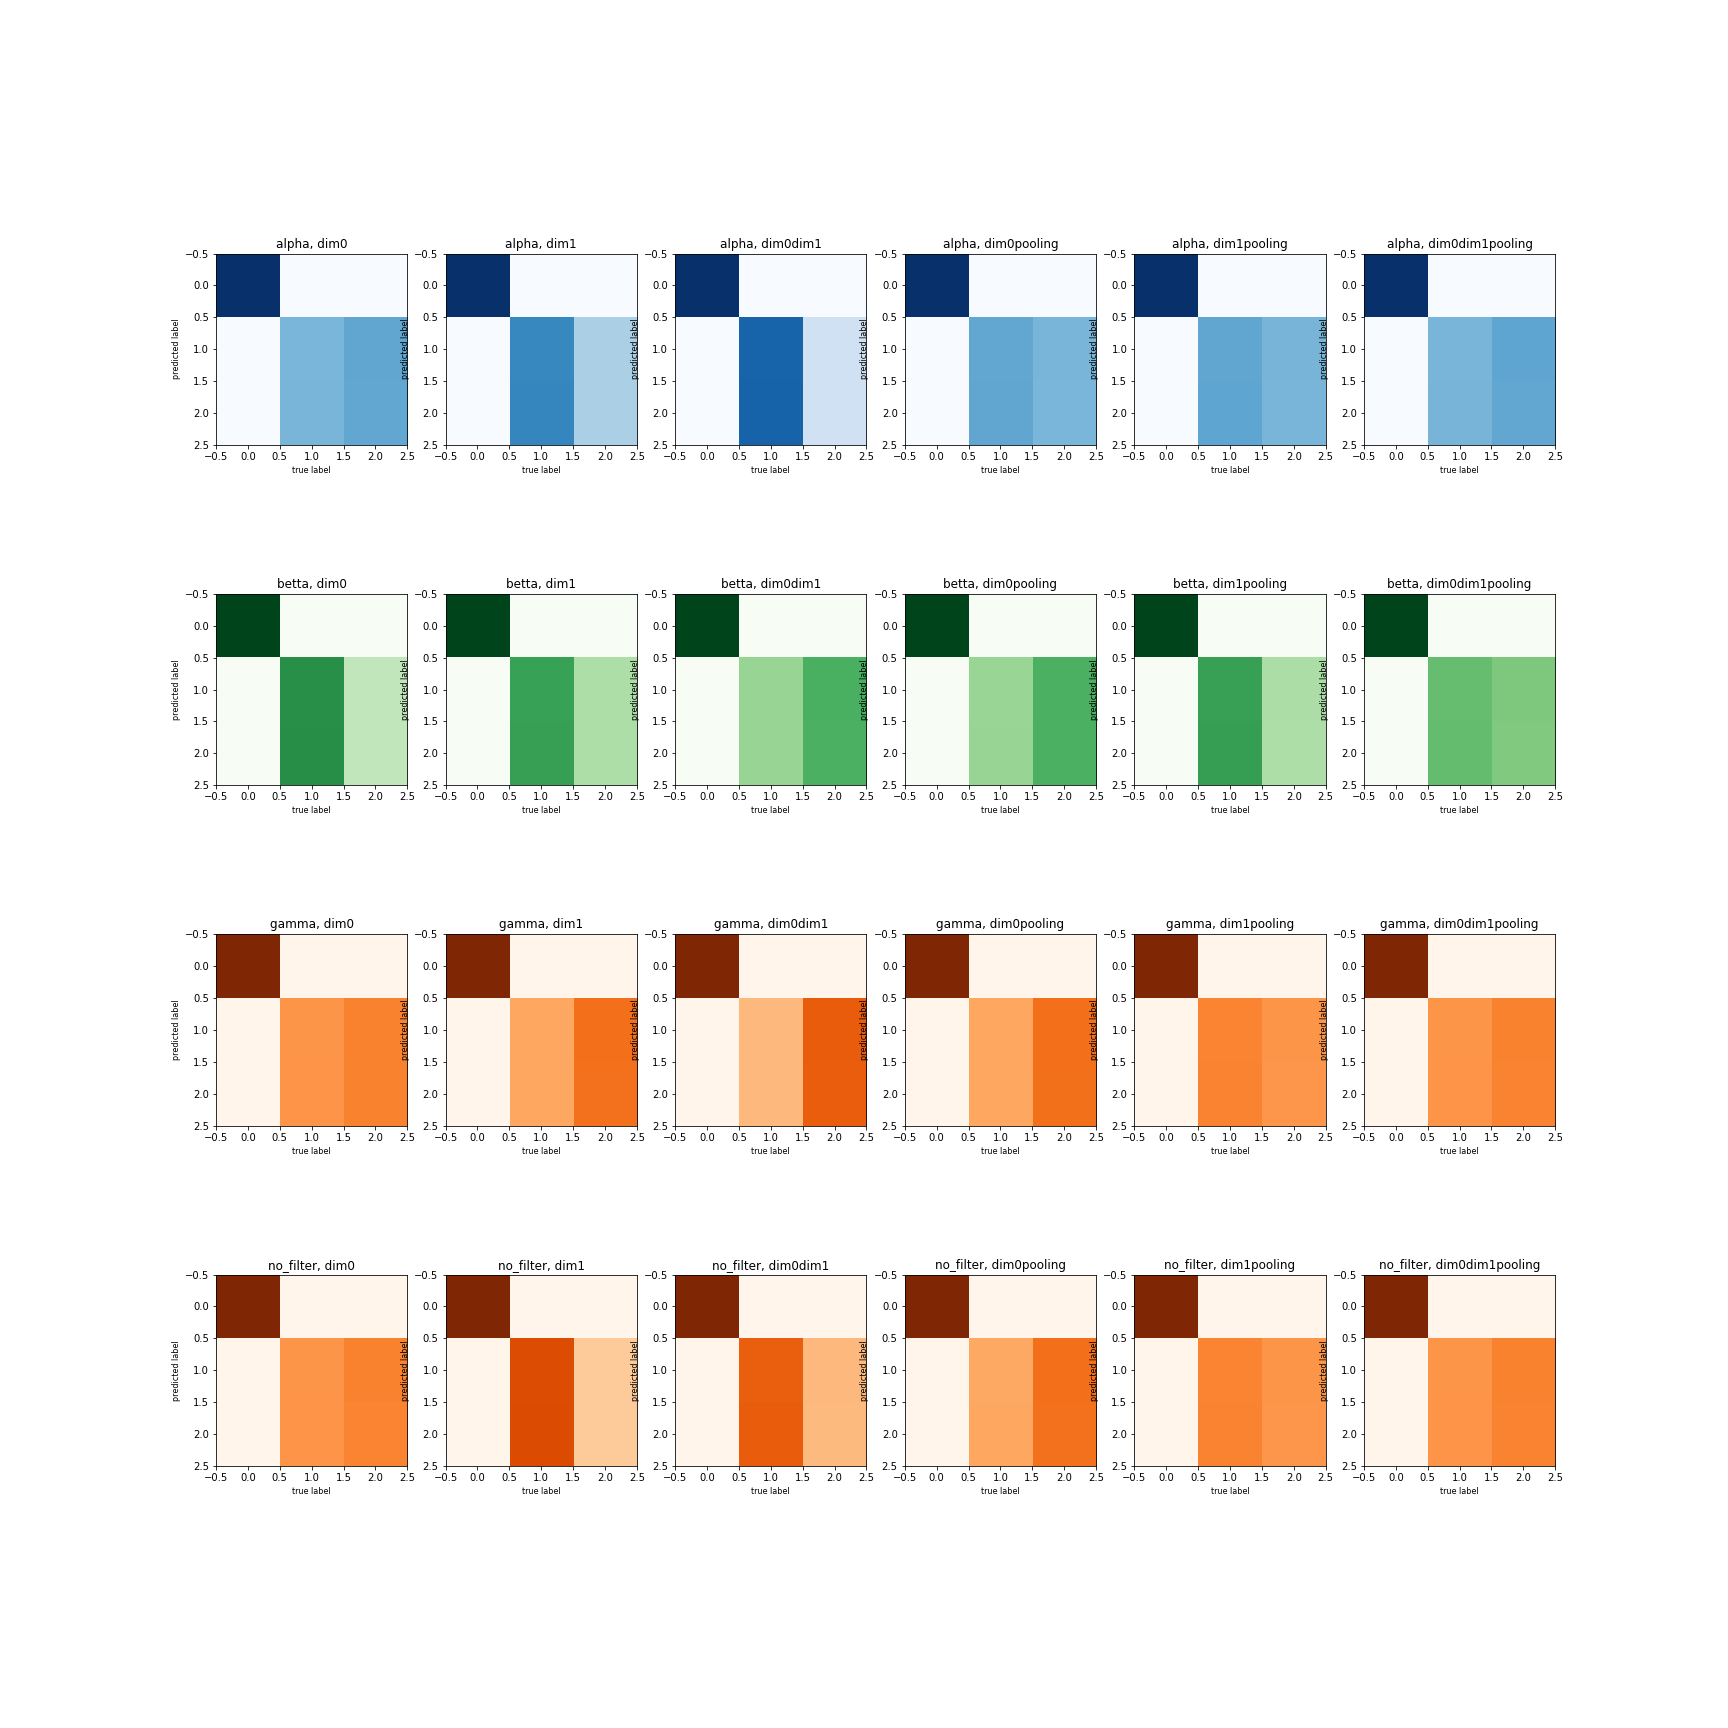 alpha, dim0
alpha, dim1
alpha, dim0dim1
alpha, dim0pooling
alpha, dim1pooling
alpha, dim0dim1pooling
−0.5 −0.5 −0.5 −0.5 −0.5 −0.5
0.0 0.0 0.0 0.0 0.0 0.0
0.5 0.5 0.5 0.5 0.5 0.5
1.0 1.0 1.0 1.0 1.0 1.0
1.5 1.5 1.5 1.5 1.5 1.5
2.0 2.0 2.0 2.0 2.0 2.0
2.5 2.5 2.5 2.5 2.5 2.5
predicted label predicted label predicted label predicted label predicted label predicted label
−0.5 0.0 0.5 1.0 1.5 2.0 2.5 −0.5 0.0 0.5 1.0 1.5 2.0 2.5 −0.5 0.0 0.5 1.0 1.5 2.0 2.5 −0.5 0.0 0.5 1.0 1.5 2.0 2.5 −0.5 0.0 0.5 1.0 1.5 2.0 2.5 −0.5 0.0 0.5 1.0 1.5 2.0 2.5
true label true label true label true label true label true label
betta, dim0
betta, dim1
betta, dim0dim1
betta, dim0pooling
betta, dim1pooling
betta, dim0dim1pooling
−0.5 −0.5 −0.5 −0.5 −0.5 −0.5
0.0 0.0 0.0 0.0 0.0 0.0
0.5 0.5 0.5 0.5 0.5 0.5
1.0 1.0 1.0 1.0 1.0 1.0
1.5 1.5 1.5 1.5 1.5 1.5
2.0 2.0 2.0 2.0 2.0 2.0
2.5 2.5 2.5 2.5 2.5 2.5
predicted label predicted label predicted label predicted label predicted label predicted label
−0.5 0.0 0.5 1.0 1.5 2.0 2.5 −0.5 0.0 0.5 1.0 1.5 2.0 2.5 −0.5 0.0 0.5 1.0 1.5 2.0 2.5 −0.5 0.0 0.5 1.0 1.5 2.0 2.5 −0.5 0.0 0.5 1.0 1.5 2.0 2.5 −0.5 0.0 0.5 1.0 1.5 2.0 2.5
true label true label true label true label true label true label
gamma, dim0
gamma, dim1
gamma, dim0dim1
gamma, dim0pooling
gamma, dim1pooling
gamma, dim0dim1pooling
−0.5 −0.5 −0.5 −0.5 −0.5 −0.5
0.0 0.0 0.0 0.0 0.0 0.0
0.5 0.5 0.5 0.5 0.5 0.5
1.0 1.0 1.0 1.0 1.0 1.0
1.5 1.5 1.5 1.5 1.5 1.5
2.0 2.0 2.0 2.0 2.0 2.0
2.5 2.5 2.5 2.5 2.5 2.5
predicted label predicted label predicted label predicted label predicted label predicted label
−0.5 0.0 0.5 1.0 1.5 2.0 2.5 −0.5 0.0 0.5 1.0 1.5 2.0 2.5 −0.5 0.0 0.5 1.0 1.5 2.0 2.5 −0.5 0.0 0.5 1.0 1.5 2.0 2.5 −0.5 0.0 0.5 1.0 1.5 2.0 2.5 −0.5 0.0 0.5 1.0 1.5 2.0 2.5
true label true label true label true label true label true label
no_filter, dim0
no_filter, dim1
no_filter, dim0dim1
no_filter, dim0pooling
no_filter, dim1pooling
no_filter, dim0dim1pooling
−0.5 −0.5 −0.5 −0.5 −0.5 −0.5
0.0 0.0 0.0 0.0 0.0 0.0
0.5 0.5 0.5 0.5 0.5 0.5
1.0 1.0 1.0 1.0 1.0 1.0
1.5 1.5 1.5 1.5 1.5 1.5
2.0 2.0 2.0 2.0 2.0 2.0
2.5 2.5 2.5 2.5 2.5 2.5
predicted label predicted label predicted label predicted label predicted label predicted label
−0.5 0.0 0.5 1.0 1.5 2.0 2.5 −0.5 0.0 0.5 1.0 1.5 2.0 2.5 −0.5 0.0 0.5 1.0 1.5 2.0 2.5 −0.5 0.0 0.5 1.0 1.5 2.0 2.5 −0.5 0.0 0.5 1.0 1.5 2.0 2.5 −0.5 0.0 0.5 1.0 1.5 2.0 2.5
true label true label true label true label true label true label